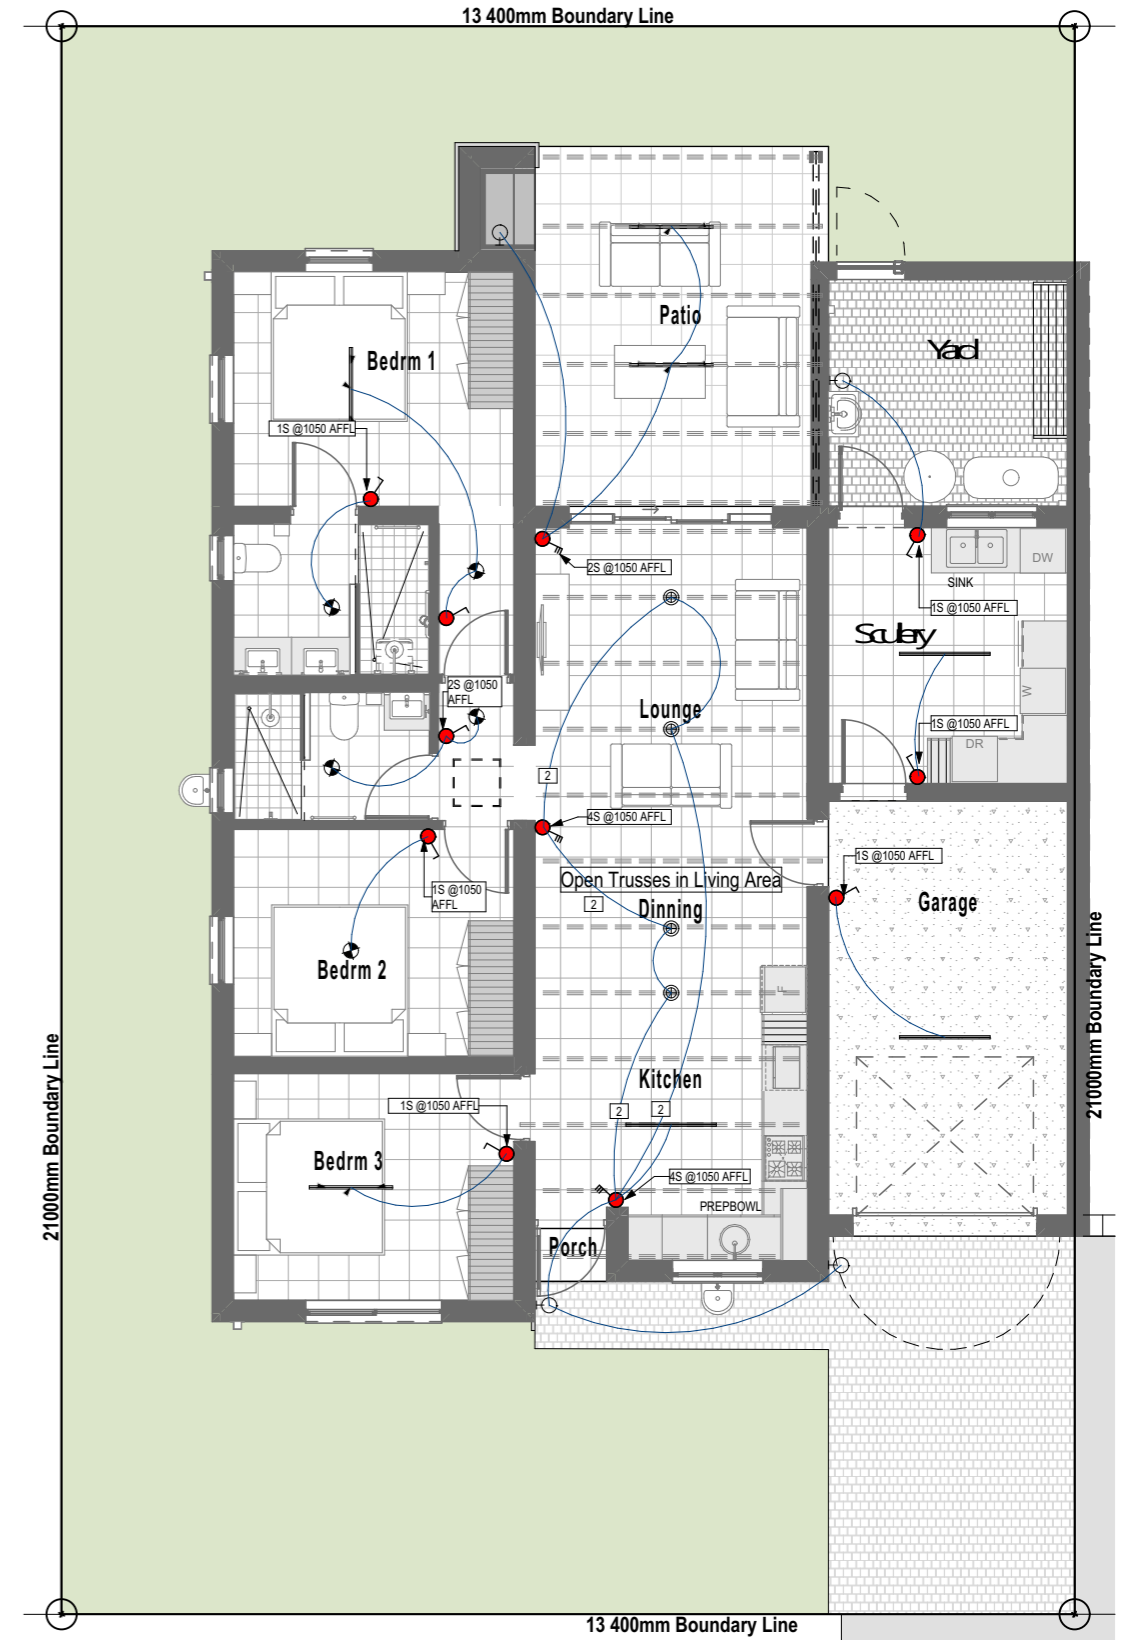 13 400mm Boundary Line
Patio
Bedrm 1
Yard
1S @1050 AFFL
2S @1050 AFFL
SINK
DW
1S @1050 AFFL
Scullery
2S @1050
AFFL
W
Lounge
1S @1050 AFFL
DR
2
4S @1050 AFFL
1S @1050 AFFL
Open Trusses in Living Area
1S @1050
AFFL
2
Dinning
Garage
Bedrm 2
F
21000mm Boundary Line
21000mm Boundary Line
Kitchen
1S @1050 AFFL
2
2
Bedrm 3
4S @1050 AFFL
PREPBOWL
Porch
13 400mm Boundary Line